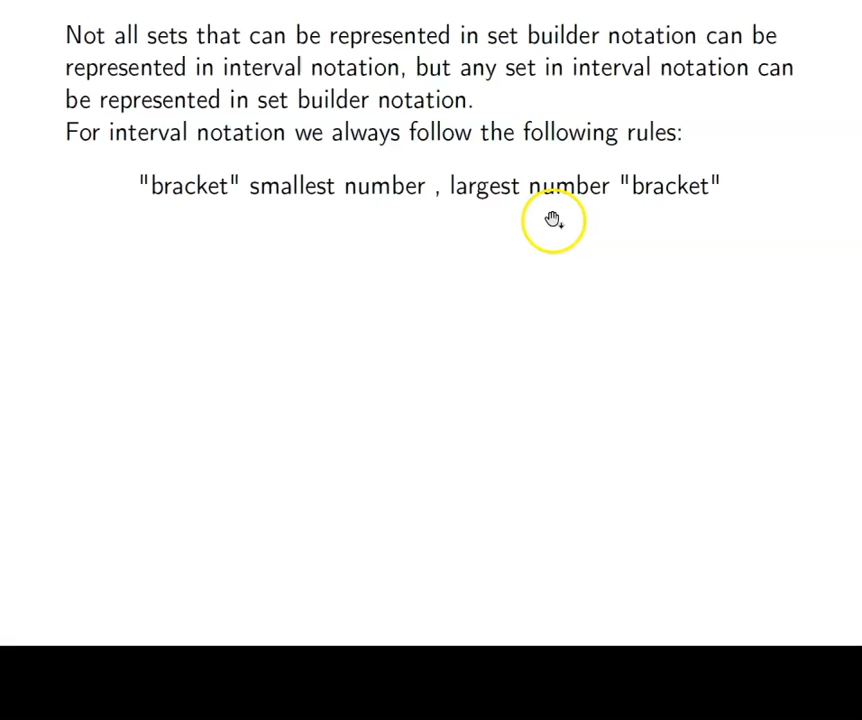 Not all sets that can be represented in set builder notation can be
represented in interval notation, but any set in interval notation can
be represented in set builder notation.
For interval notation we always follow the following rules:
"bracket" smallest number , largest number "bracket"